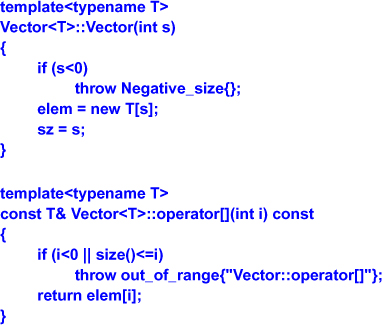 template<typename T>
Vector<T>::Vector(int s)
{
if (s<0)
throw Negative_size{};
elem = new T[s];
sz = s;
}
template<typename T>
const T& Vector<T>::operator[](int i) const
{
if (i<0 || size()<=i)
throw out_of_range{"Vector::operator[]"};
return elem[i];
}